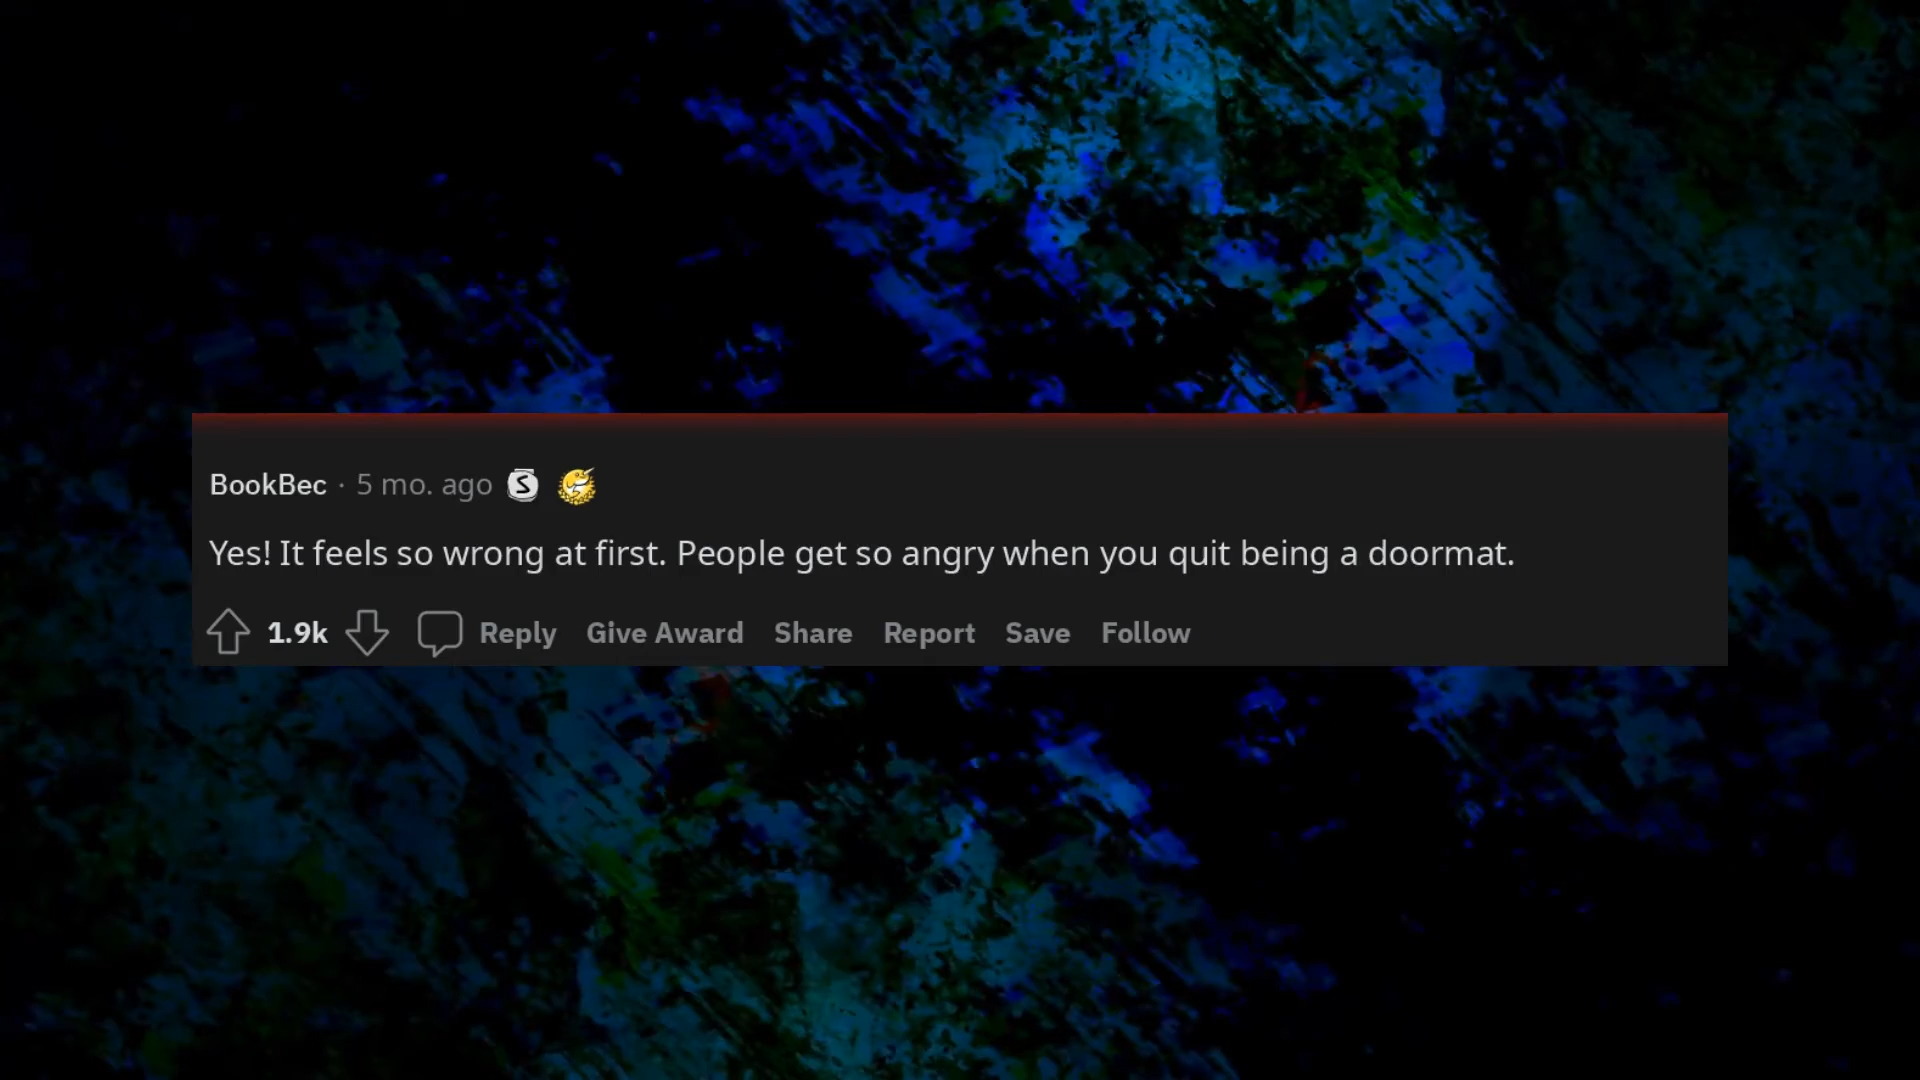 BookBec · 5 mo. ago S
Yes! It feels so wrong at first. People get so angry when you quit being a doormat.
1.9k Reply Give Award Share Report Save Follow